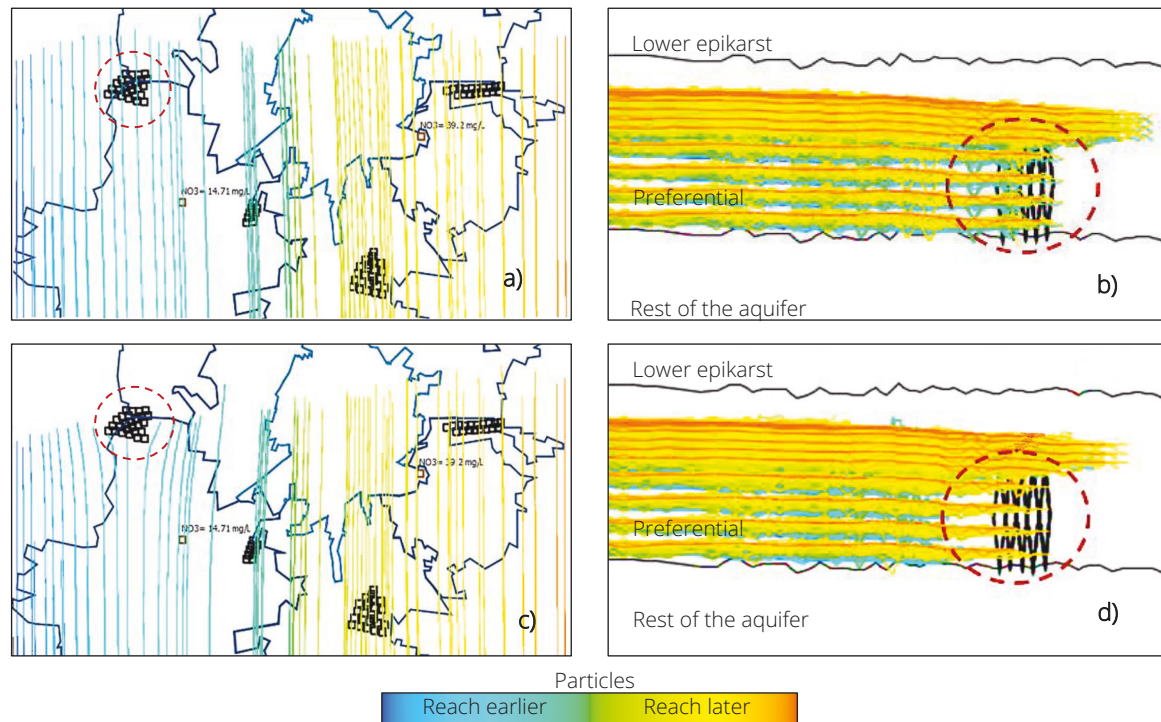 NO3= 39.2 mg/L
NO3= 14.71 mg/L
a)
Lower epikarst
Preferential
b)
Rest of the aquifer
NO3= 39.2 mg/L
NO3= 14.71 mg/L
c)
Lower epikarst
Preferential
d)
Rest of the aquifer
Particles
Reach earlier
Reach later